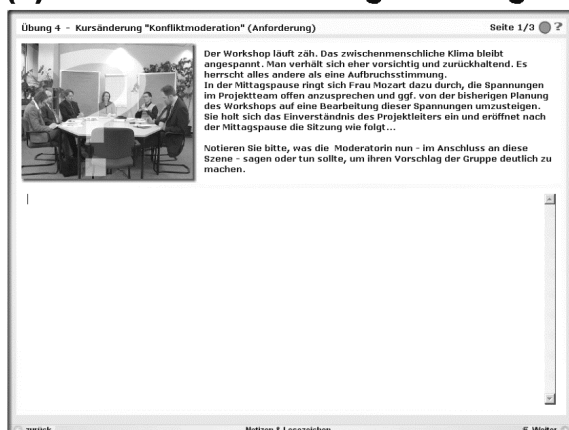 Übung 4 - Kursänderung "Konfliktmoderation" (Anforderung)
Seite 1/3 ?
Der Workshop läuft zäh. Das zwischenmenschliche Klima bleibt
angespannt. Man verhält sich eher vorsichtig und zurückhaltend. Es
herrscht alles andere als eine Aufbruchsstimmung.
In der Mittagspause ringt sich Frau Mozart dazu durch, die Spannungen
im Projektteam offen anzusprechen und ggf. von der bisherigen Planung
des Workshops auf eine Bearbeitung dieser Spannungen umzusteigen.
Sie holt sich das Einverständnis des Projektleiters ein und eröffnet nach
der Mittagspause die Sitzung wie folgt...
Notieren Sie bitte, was die Moderatorin nun - im Anschluss an diese
Szene - sagen oder tun sollte, um ihren Vorschlag der Gruppe deutlich zu
machen.
zurück Notizen & Lesezeichen Weiter